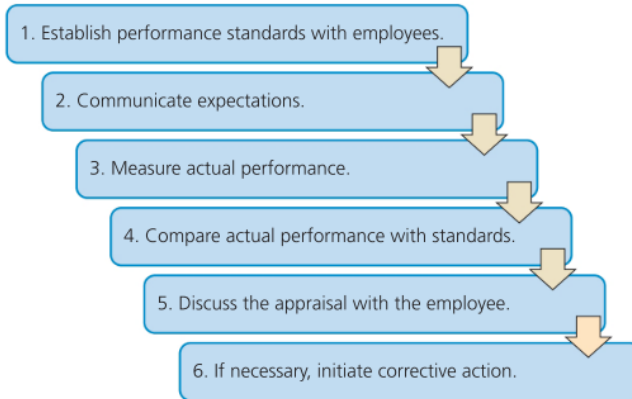 1. Establish performance standards with employees.
2. Communicate expectations.
3. Measure actual performance.
4. Compare actual performance with standards.
5. Discuss the appraisal with the employee.
6. If necessary, initiate corrective action.